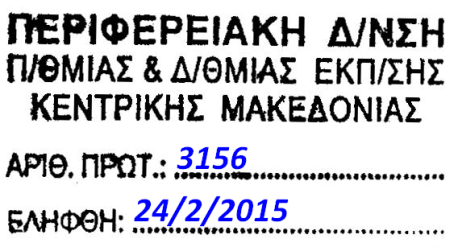 ΠΕΡΙΦΕΡΕΙΑΚΗ Δ/ΝΣΗ
Π/ΘΜΙΑΣ & Δ/ΘΜΙΑΣ ΕΚΠ/ΣΗΣ
ΚΕΝΤΡΙΚΗΣ ΜΑΚΕΔΟΝΙΑΣ
ΑΡΙΘ. ΠΡΩΤ.: 3156
ΕΛΗΦΘΗ: 24/2/2015